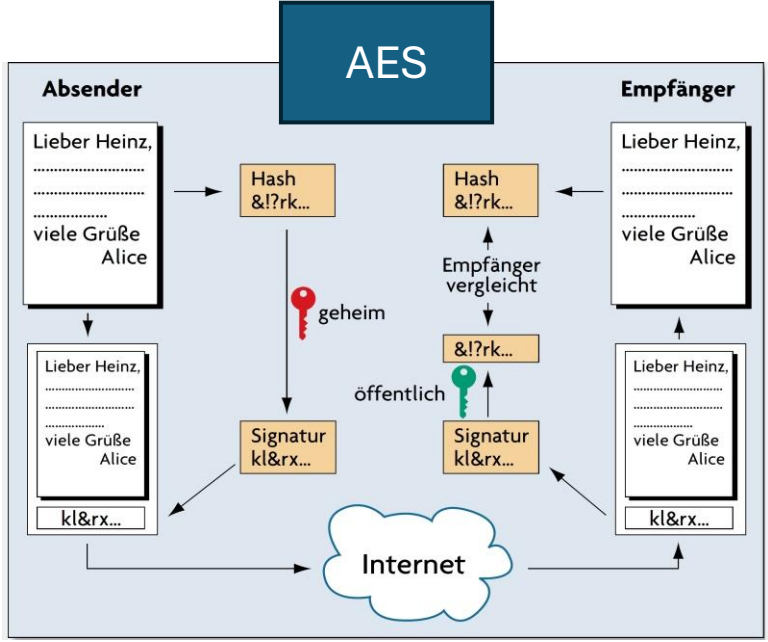 AES
Absender
Empfänger
Lieber Heinz,
............................
............................
...................
viele Grüße
Alice
Hash
&!?rk...
Hash
&!?rk...
Lieber Heinz,
............................
............................
...................
viele Grüße
Alice
geheim
Empfänger
vergleicht
&!?rk...
öffentlich
Lieber Heinz,
............................
............................
...................
viele Grüße
Alice
kl&rx...
Signatur
kl&rx...
Signatur
kl&rx...
Lieber Heinz,
............................
............................
...................
viele Grüße
Alice
kl&rx...
Internet